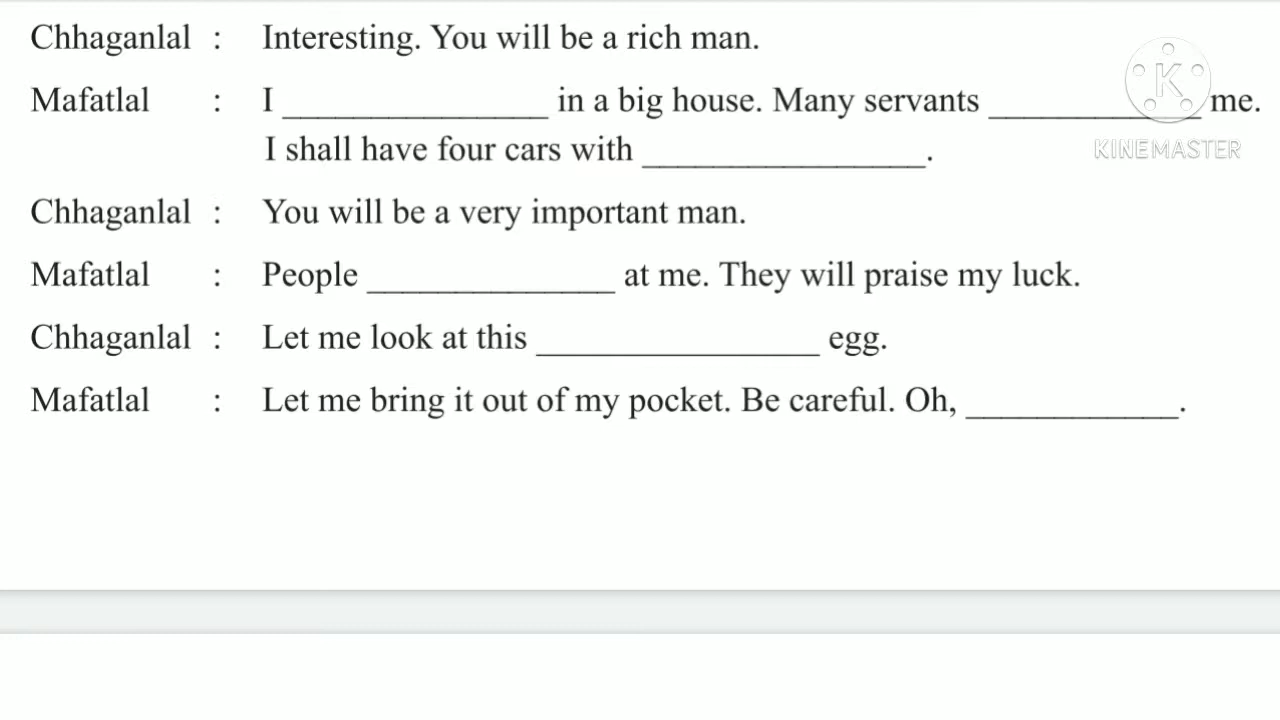 Chhaganlal : Interesting. You will be a rich man.
Mafatlal : I _______________ in a big house. Many servants ____________ me.
I shall have four cars with ________________.
Chhaganlal : You will be a very important man.
Mafatlal : People ______________ at me. They will praise my luck.
Chhaganlal : Let me look at this ________________ egg.
Mafatlal : Let me bring it out of my pocket. Be careful. Oh, ____________.
K
KINEMASTER